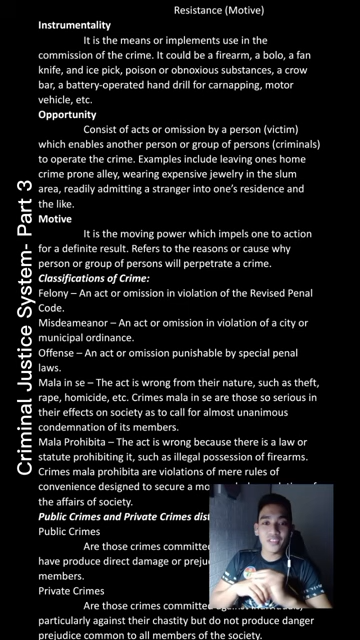 Resistance (Motive)
Instrumentality
It is the means or implements use in the
commission of the crime. It could be a firearm, a bolo, a fan
knife, and ice pick, poison or obnoxious substances, a crow
bar, a battery-operated hand drill for carnapping, motor
vehicle, etc.
Opportunity
Consist of acts or omission by a person (victim)
which enables another person or group of persons (criminals)
to operate the crime. Examples include leaving ones home
crime prone alley, wearing expensive jewelry in the slum
area, readily admitting a stranger into one's residence and
the like.
Motive
It is the moving power which impels one to action
for a definite result. Refers to the reasons or cause why
person or group of persons will perpetrate a crime.
Classifications of Crime:
Felony – An act or omission in violation of the Revised Penal
Code.
Misdeameanor – An act or omission in violation of a city or
municipal ordinance.
Offense – An act or omission punishable by special penal
laws.
Mala in se – The act is wrong from their nature, such as theft,
rape, homicide, etc. Crimes mala in se are those so serious in
their effects on society as to call for almost unanimous
condemnation of its members.
Mala Prohibita – The act is wrong because there is a law or
statute prohibiting it, such as illegal possession of firearms.
Crimes mala prohibita are violations of mere rules of
convenience designed to secure a
the affairs of society.
Public Crimes and Private Crimes
Public Crimes
Are those crimes committed
have produce direct damage or
members.
Private Crimes
Are those crimes committed against
particularly against their chastity but do not produce danger
prejudice common to all members of the society.
Criminal Justice System- Part 3